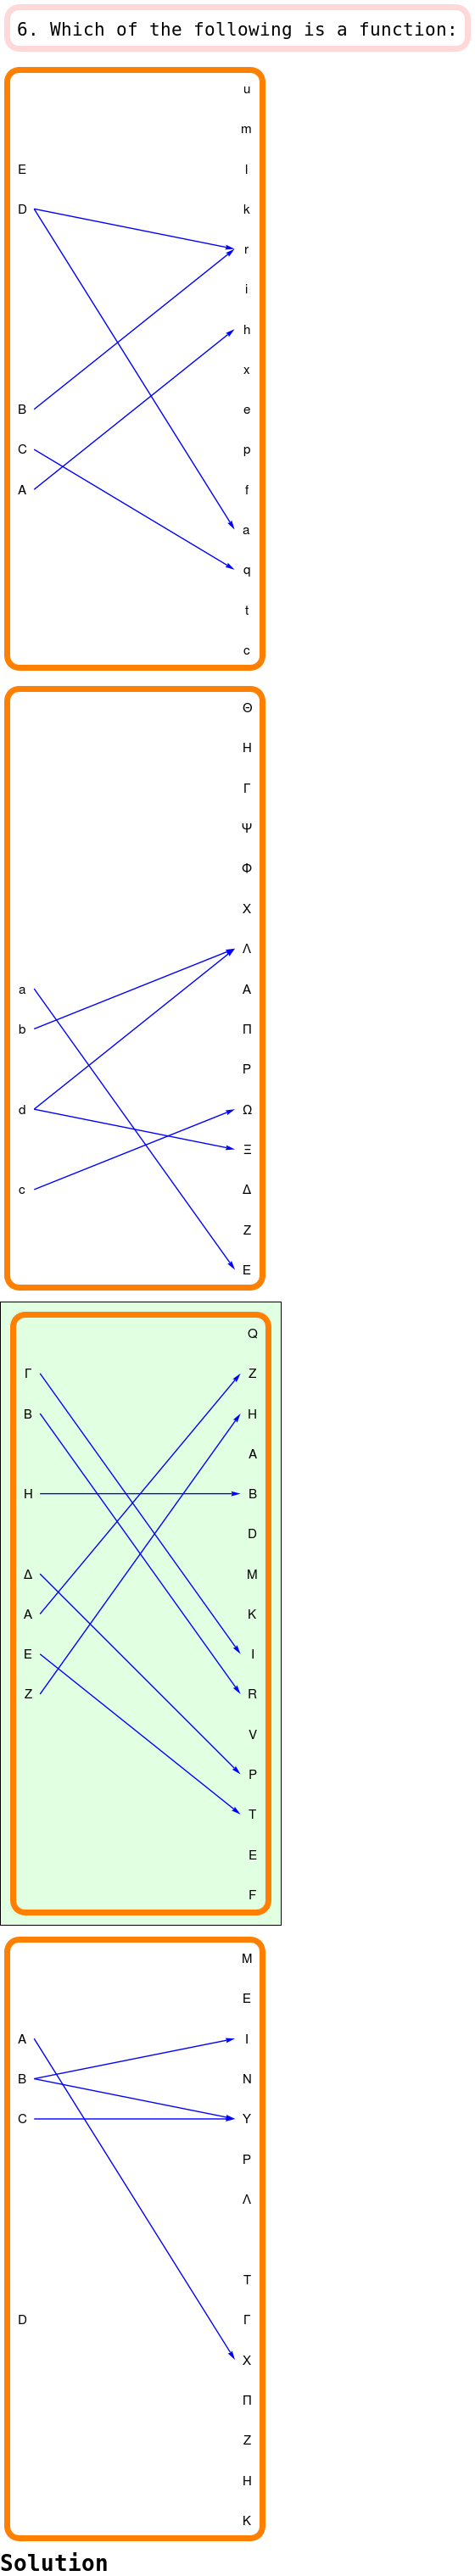 6. Which of the following is a function:
u
m
E l
D k
r
i
h
x
B e
C p
A f
a
q
t
c
Θ
Η
Γ
Ψ
Φ
Χ
Λ
a Α
b Π
Ρ
d Ω
Ξ
c Δ
Ζ
Ε
Q
Γ Z
Β H
A
Η B
D
Δ M
Α K
Ε I
Ζ R
V
P
T
E
F
Μ
Ε
A Ι
B Ν
C Υ
Ρ
Λ
Τ
D Γ
Χ
Π
Ζ
Η
Κ
Solution